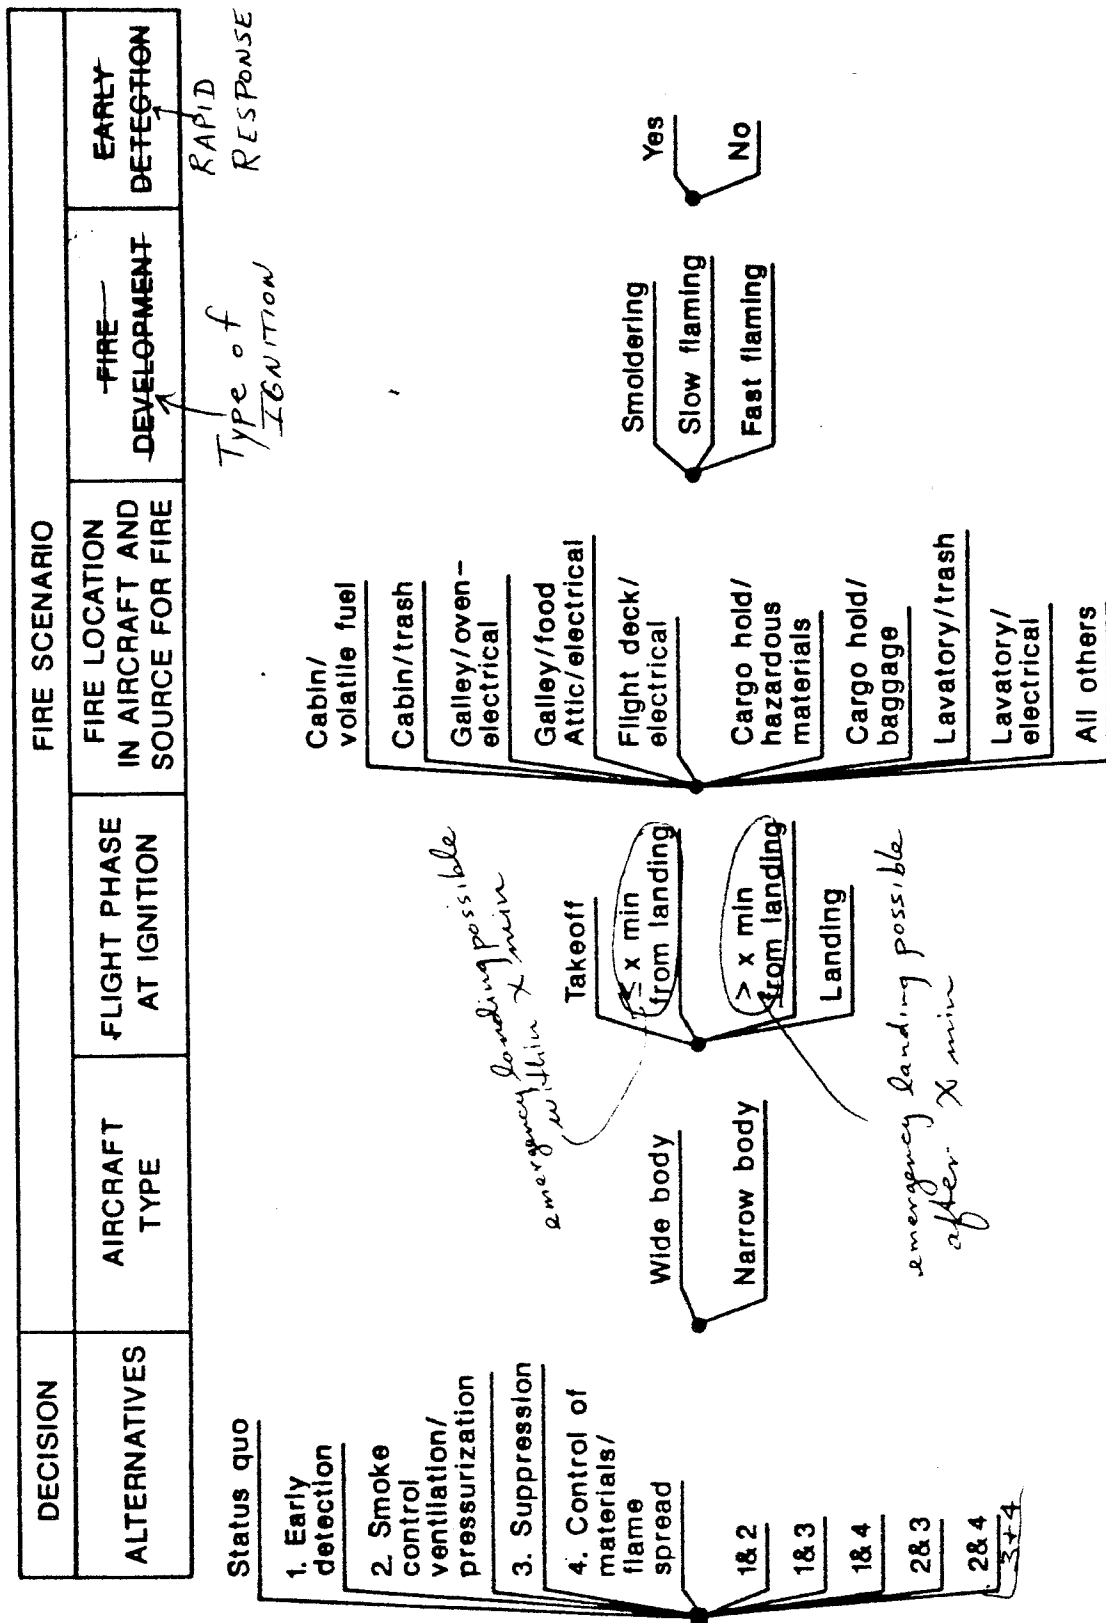 DECISION
FIRE SCENARIO
ALTERNATIVES
AIRCRAFT
TYPE
FLIGHT PHASE
AT IGNITION
FIRE LOCATION
IN AIRCRAFT AND
SOURCE FOR FIRE
FIRE
DEVELOPMENT
EARLY
DETECTION
Type of
IGNITION
RAPID
RESPONSE
Status quo
1. Early
detection
2. Smoke
control
ventilation/
pressurization
3. Suppression
4. Control of
materials/
flame
spread
1&2
1&3
1&4
2&3
2&4
3+4
Wide body
Narrow body
emergency landing possible
within X min
Takeoff
≤ x min
from landing
> x min
from landing
Landing
emergency landing possible
after X min
Cabin/
volatile fuel
Cabin/trash
Galley/oven-
electrical
Galley/food
Attic/electrical
Flight deck/
electrical
Cargo hold/
hazardous
materials
Cargo hold/
baggage
Lavatory/trash
Lavatory/
electrical
All others
Smoldering
Slow flaming
Fast flaming
Yes
No